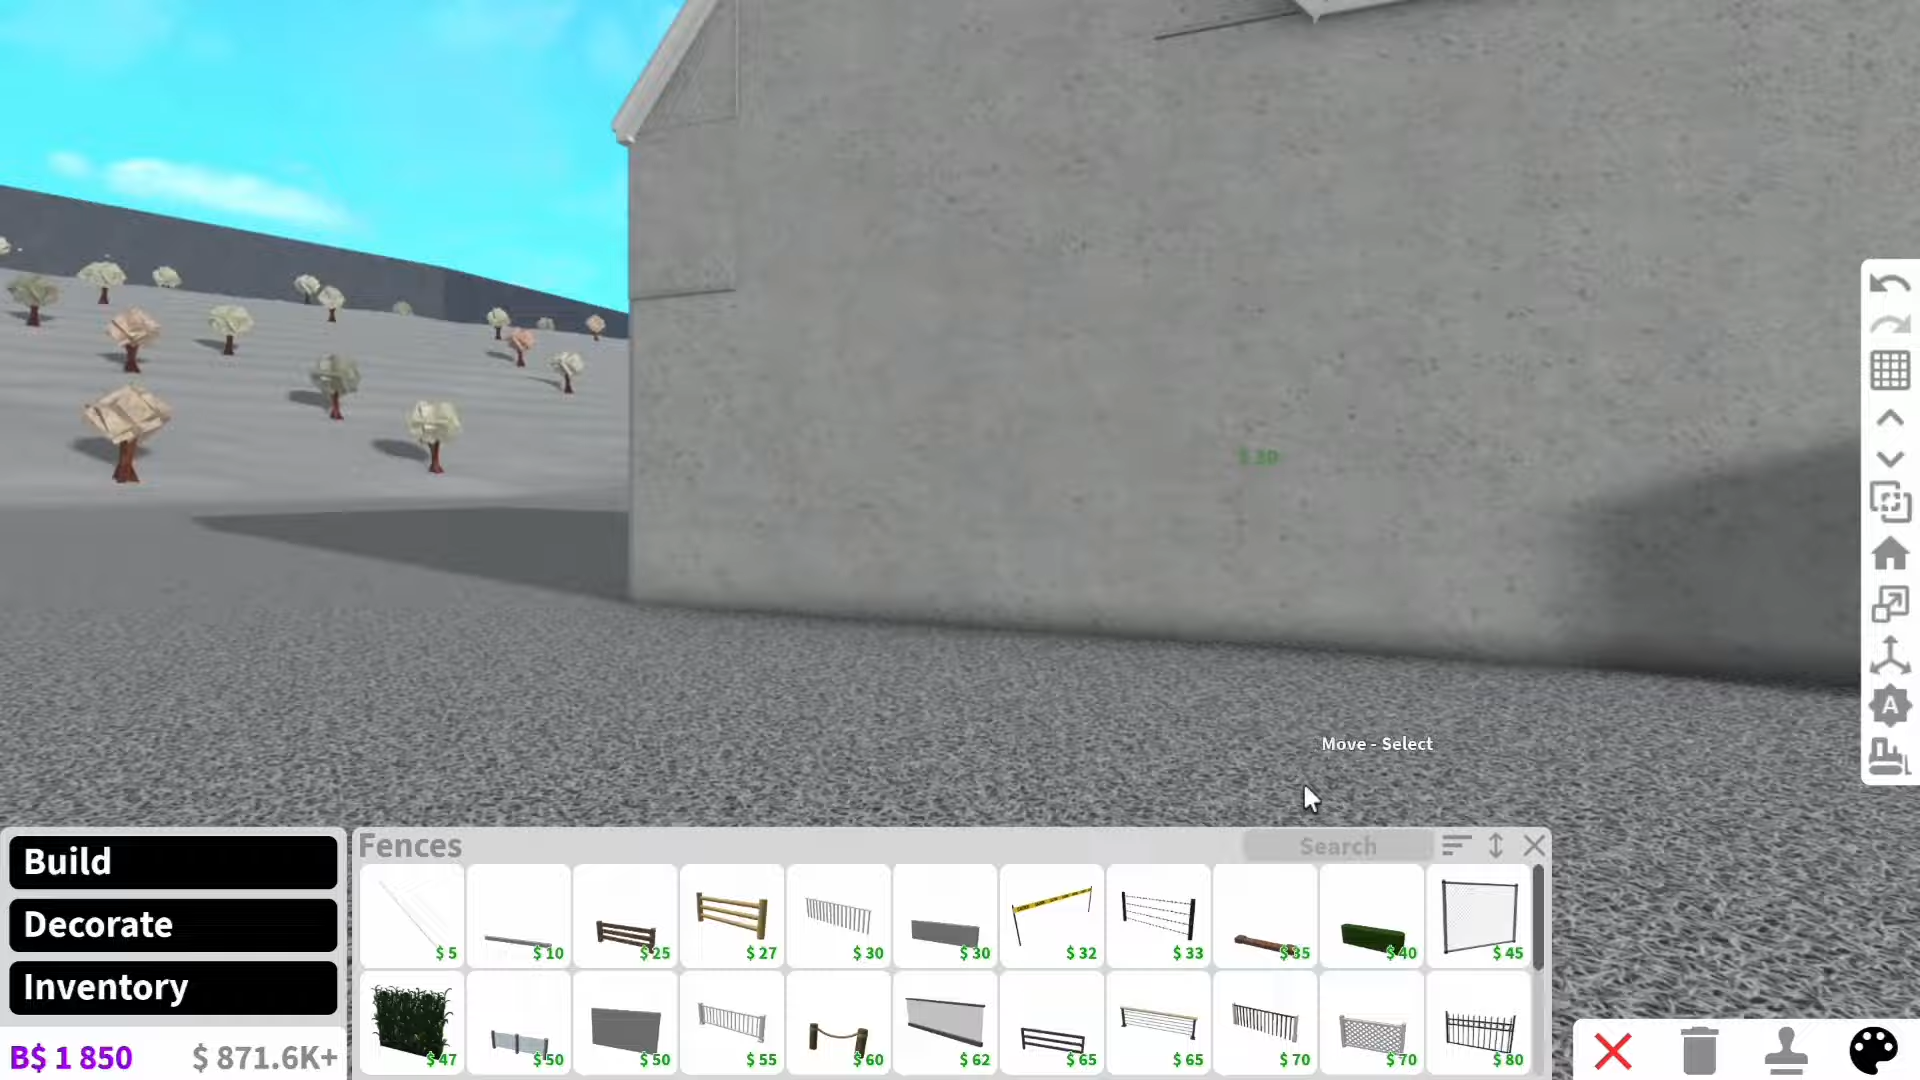 Move - Select
Build
Decorate
Inventory
B$ 1 850
$ 871.6K+
Fences
Search
$ 5
$ 10
$ 25
$ 27
$ 30
$ 30
$ 32
$ 33
$ 35
$ 40
$ 45
$ 47
$ 50
$ 50
$ 55
$ 60
$ 62
$ 65
$ 65
$ 70
$ 70
$ 80
A